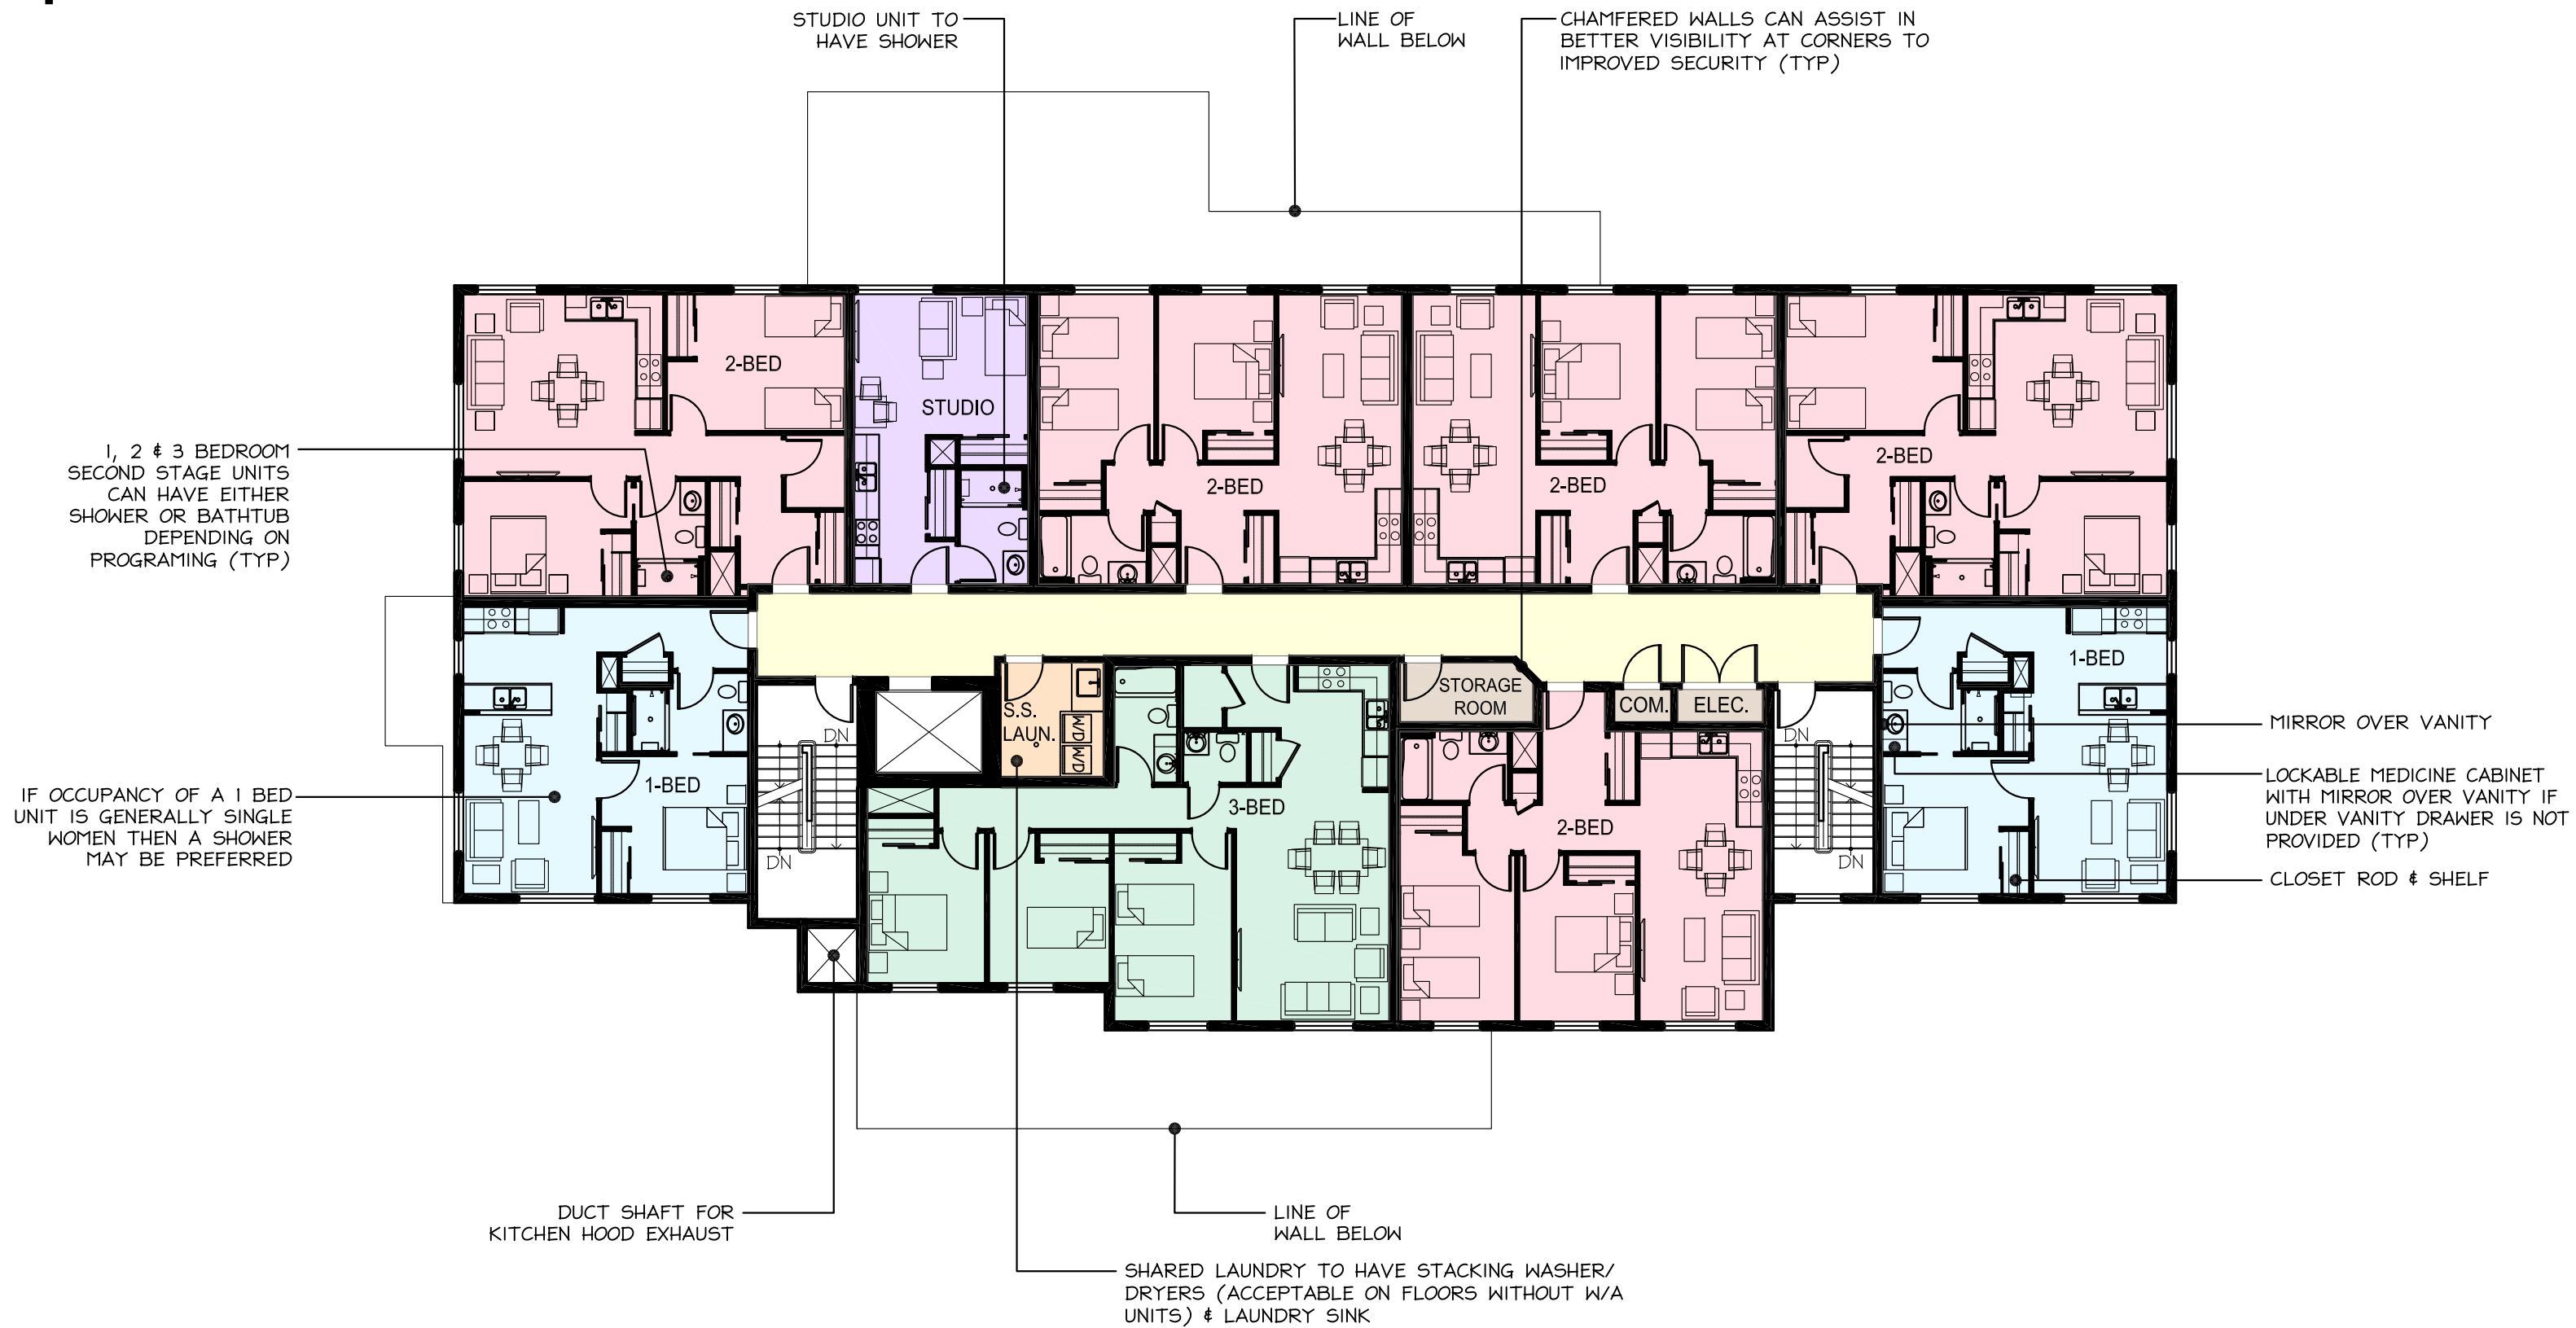 STUDIO UNIT TO
HAVE SHOWER
LINE OF
WALL BELOW
CHAMFERED WALLS CAN ASSIST IN
BETTER VISIBILITY AT CORNERS TO
IMPROVED SECURITY (TYP)
2-BED
STUDIO
2-BED
2-BED
2-BED
1, 2 & 3 BEDROOM
SECOND STAGE UNITS
CAN HAVE EITHER
SHOWER OR BATHTUB
DEPENDING ON
PROGRAMING (TYP)
1-BED
STORAGE
ROOM
COM.
ELEC.
S.S.
LAUN.
W/D
W/D
DN
DN
DN
DN
1-BED
3-BED
2-BED
MIRROR OVER VANITY
LOCKABLE MEDICINE CABINET
WITH MIRROR OVER VANITY IF
UNDER VANITY DRAWER IS NOT
PROVIDED (TYP)
CLOSET ROD & SHELF
IF OCCUPANCY OF A 1 BED
UNIT IS GENERALLY SINGLE
WOMEN THEN A SHOWER
MAY BE PREFERRED
DUCT SHAFT FOR
KITCHEN HOOD EXHAUST
LINE OF
WALL BELOW
SHARED LAUNDRY TO HAVE STACKING WASHER/
DRYERS (ACCEPTABLE ON FLOORS WITHOUT W/A
UNITS) & LAUNDRY SINK